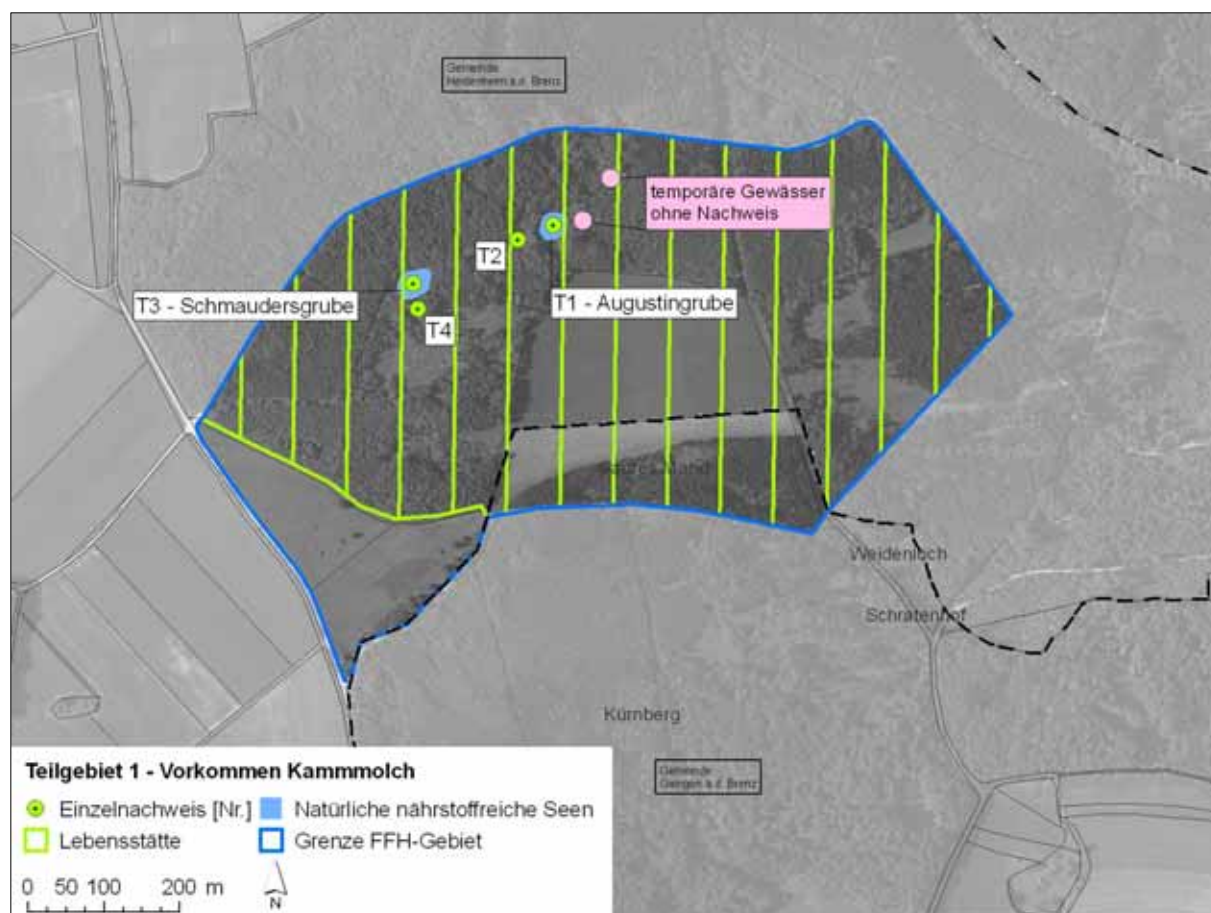 Gemeinde
Heidenheim a.d. Brenz
temporäre Gewässer
ohne Nachweis
T2
T3 - Schmaudersgrube
T1 - Augustingrube
T4
Weidenloch
Schratenhof
Kürnberg
Gemeinde
Giengen a.d. Brenz
Teilgebiet 1 - Vorkommen Kammmolch
Einzelnachweis [Nr.]
Natürliche nährstoffreiche Seen
Lebensstätte
Grenze FFH-Gebiet
0 50 100 200 m
N